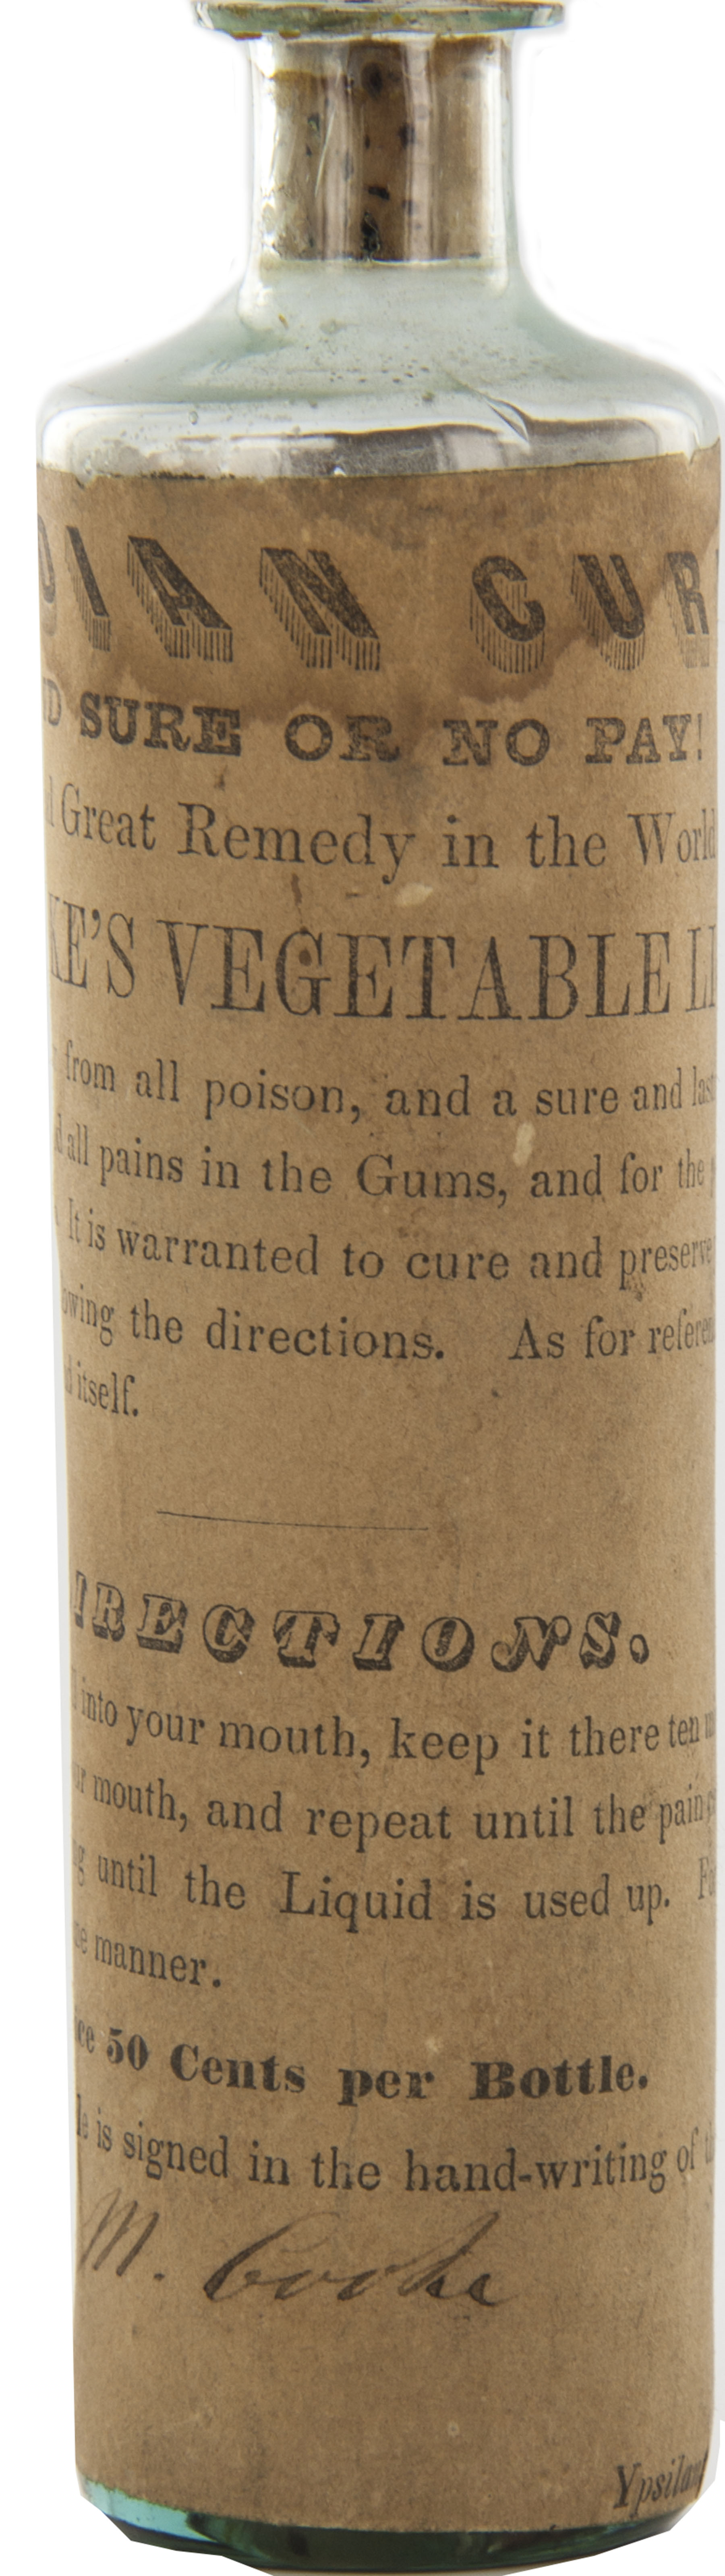 DIAN CUR
D SURE OR NO PAY!
Great Remedy in the World
KE'S VEGETABLE LI
from all poison, and a sure and last
all pains in the Gums, and for the
It is warranted to cure and preserve
owing the directions. As for referen
itself.
IRECTIONS.
into your mouth, keep it there ten
mouth, and repeat until the pain
until the Liquid is used up.
manner.
ce 50 Cents per Bottle.
is signed in the hand-writing of
M. Cooke
Ypsilan